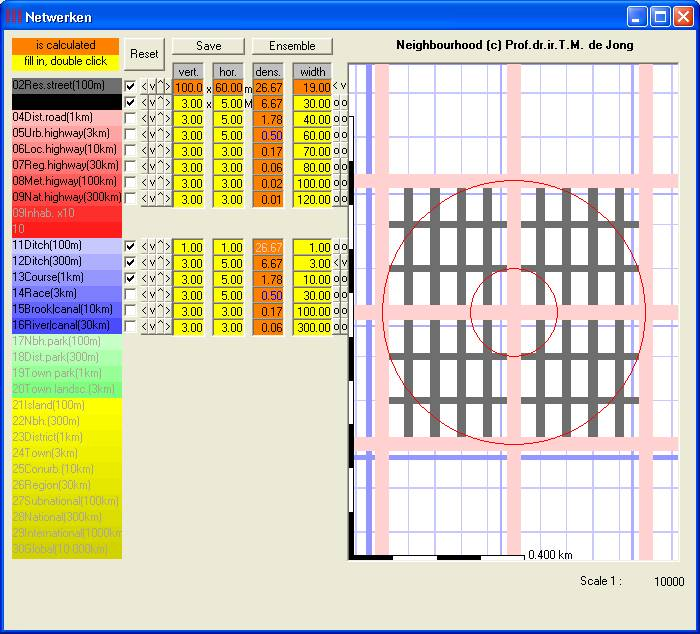 Netwerken
is calculated
fill in, double click
Reset
Save
Ensemble
Neighbourhood (c) Prof.dr.ir.T.M. de Jong
vert. hor. dens. width
02Res.street(100m) < v ^ > 100.0 x 60.00 m 26.67 19.00 < v
< v ^ > 3.00 x 5.00 M 6.67 30.00 o o
04Dist.road(1km) < v ^ > 3.00 5.00 1.78 40.00 o o
05Urb.highway(3km) < v ^ > 3.00 5.00 0.50 60.00 o o
06Loc.highway(10km) < v ^ > 3.00 5.00 0.17 70.00 o o
07Reg.highway(30km) < v ^ > 3.00 5.00 0.06 80.00 o o
08Met.higway(100km) < v ^ > 3.00 3.00 0.02 100.00 o o
09Nat.highway(300km) < v ^ > 3.00 5.00 0.01 120.00 o o
09Inhab. x10
10
11Ditch(100m) < v ^ > 1.00 1.00 26.67 1.00 o o
12Ditch(300m) < v ^ > 3.00 5.00 6.67 3.00 < v
13Course(1km) < v ^ > 3.00 5.00 1.78 10.00 o o
14Race(3km) < v ^ > 3.00 5.00 0.50 30.00 o o
15Brook|canal(10km) < v ^ > 3.00 5.00 0.17 100.00 o o
16River|canal(30km) < v ^ > 3.00 3.00 0.06 300.00 o o
17Nbh.park(100m)
18Dist.park(300m)
19Town park(1km)
20Town landsc.(3km)
21Island(100m)
22Nbh.(300m)
23District(1km)
24Town(3km)
25Conurb.(10km)
26Region(30km)
27Subnational(100km)
28National(300km)
29International(1000km
30Global(10 000km)
0.400 km
Scale 1 : 10000